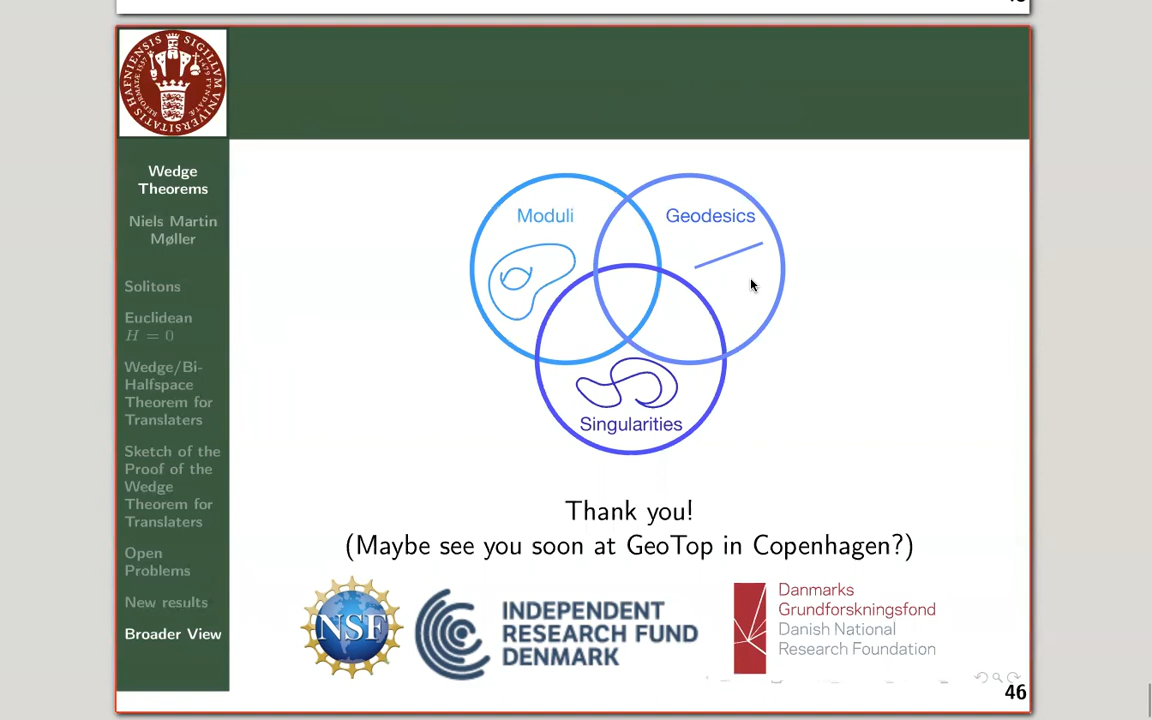 Wedge
Theorems
Niels Martin
Møller
Solitons
Euclidean
H = 0
Wedge/Bi-
Halfspace
Theorem for
Translaters
Sketch of the
Proof of the
Wedge
Theorem for
Translaters
Open
Problems
New results
Broader View
Moduli
Geodesics
Singularities
Thank you!
(Maybe see you soon at GeoTop in Copenhagen?)
NSF
INDEPENDENT
RESEARCH FUND
DENMARK
Danmarks
Grundforskningsfond
Danish National
Research Foundation
46